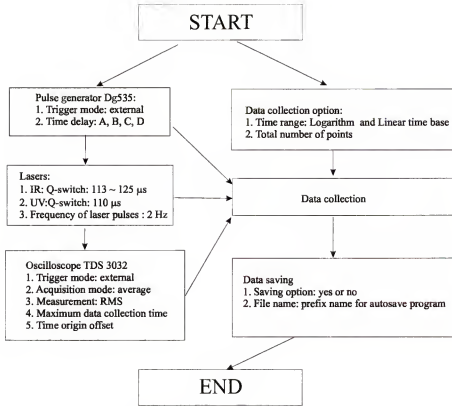 START
Pulse generator Dg535:
1. Trigger mode: external
2. Time delay: A, B, C, D
Data collection option:
1. Time range: Logarithm and Linear time base
2. Total number of points
Lasers:
1. IR: Q-switch: 113 ~ 125 μs
2. UV:Q-switch: 110 μs
3. Frequency of laser pulses : 2 Hz
Data collection
Oscilloscope TDS 3032
1. Trigger mode: external
2. Acquisition mode: average
3. Measurement: RMS
4. Maximum data collection time
5. Time origin offset
Data saving
1. Saving option: yes or no
2. File name: prefix name for autosave program
END